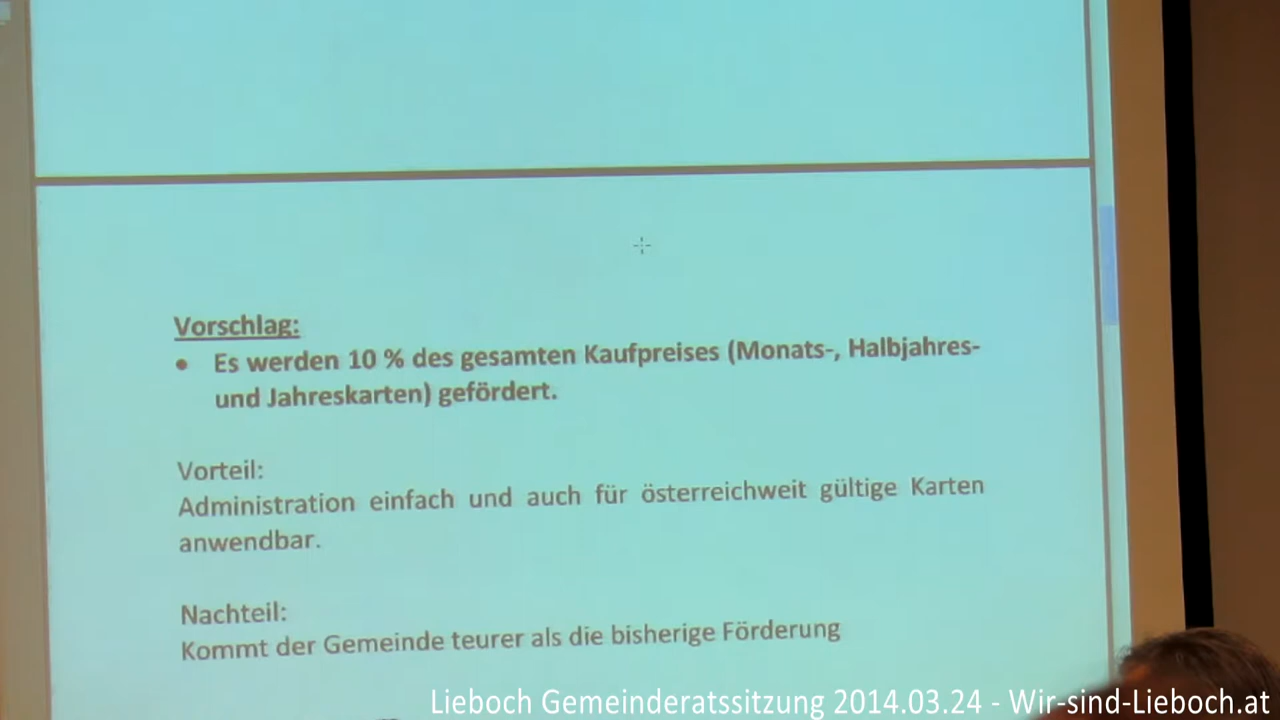 Vorschlag:
• Es werden 10 % des gesamten Kaufpreises (Monats-, Halbjahres-
und Jahreskarten) gefördert.
Vorteil:
Administration einfach und auch für österreichweit gültige Karten
anwendbar.
Nachteil:
Kommt der Gemeinde teurer als die bisherige Förderung
Lieboch Gemeinderatssitzung 2014.03.24 - Wir-sind-Lieboch.at